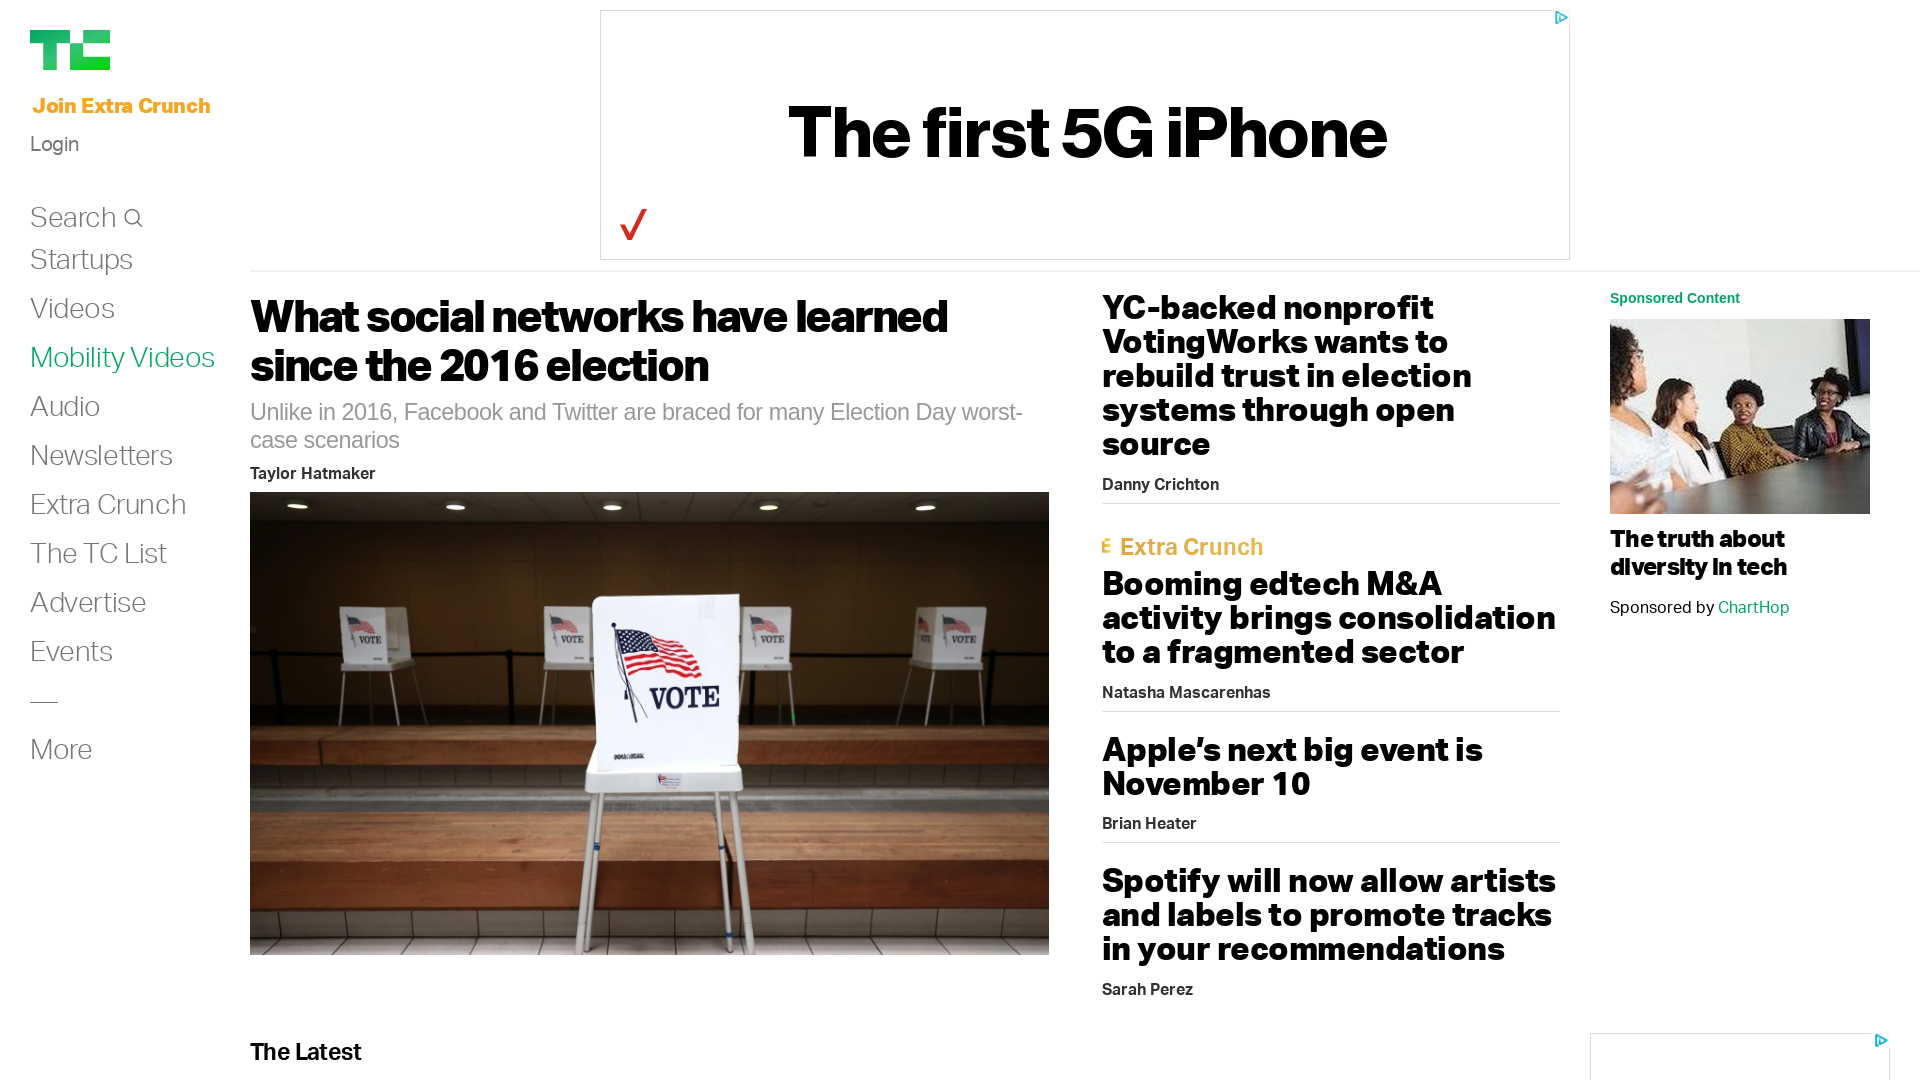 TC
Join Extra Crunch
Login
Search
Startups
Videos
Mobility Videos
Audio
Newsletters
Extra Crunch
The TC List
Advertise
Events
More
The first 5G iPhone
What social networks have learned
since the 2016 election
Unlike in 2016, Facebook and Twitter are braced for many Election Day worst-
case scenarios
Taylor Hatmaker
VOTE
VOTE
VOTE
VOTE
VOTE
YC-backed nonprofit
VotingWorks wants to
rebuild trust in election
systems through open
source
Danny Crichton
Extra Crunch
Booming edtech M&A
activity brings consolidation
to a fragmented sector
Natasha Mascarenhas
Apple’s next big event is
November 10
Brian Heater
Spotify will now allow artists
and labels to promote tracks
in your recommendations
Sarah Perez
Sponsored Content
The truth about
diversity in tech
Sponsored by ChartHop
The Latest